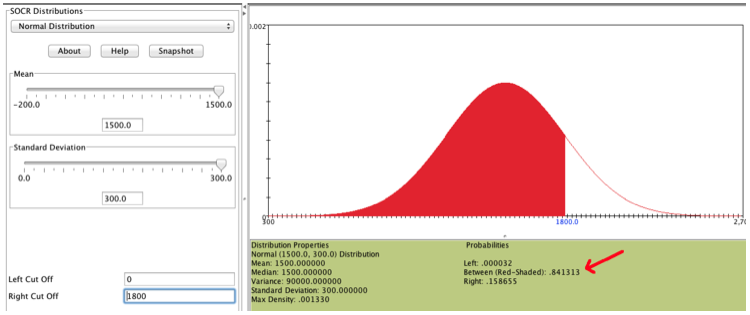 SOCR Distributions
Normal Distribution
About Help Snapshot
Mean
-200.0 1500.0
1500.0
Standard Deviation
0.0 300.0
300.0
Left Cut Off 0
Right Cut Off 1800
0.002
0
300 1800.0 2,70
Distribution Properties
Normal (1500.0, 300.0) Distribution
Mean: 1500.000000
Median: 1500.000000
Variance: 90000.000000
Standard Deviation: 300.000000
Max Density: .001330
Probabilities
Left: .000032
Between (Red-Shaded): .841313
Right: .158655